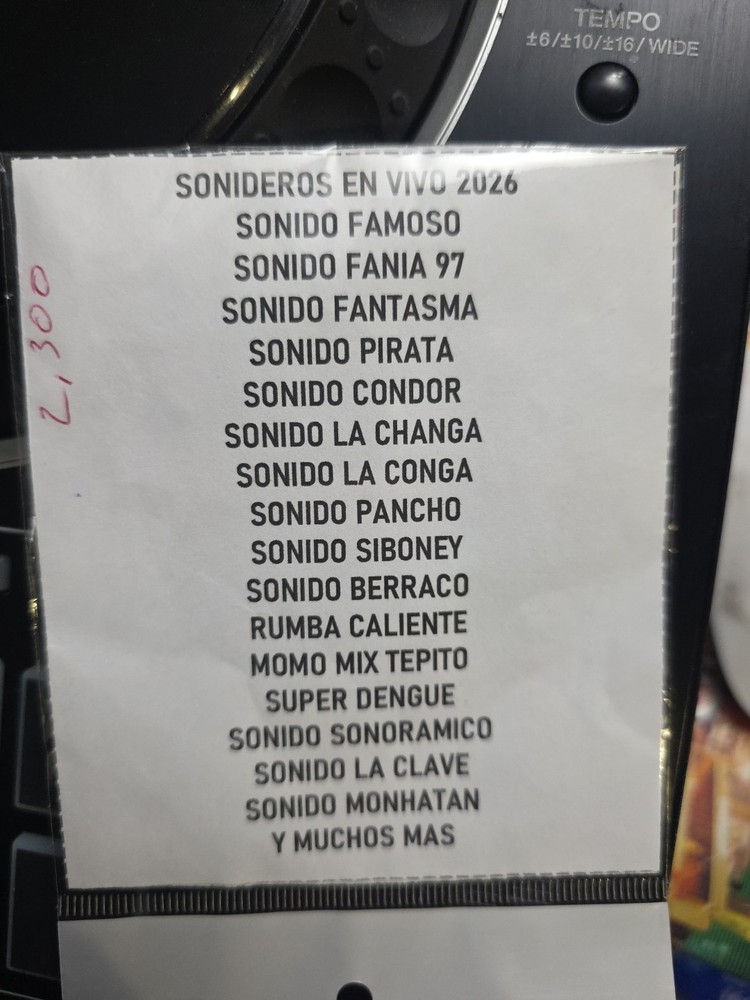 TEMPO
±6/±10/±16/WIDE
SONIDEROS EN VIVO 2026
SONIDO FAMOSO
SONIDO FANIA 97
SONIDO FANTASMA
SONIDO PIRATA
SONIDO CONDOR
SONIDO LA CHANGA
SONIDO LA CONGA
SONIDO PANCHO
SONIDO SIBONEY
SONIDO BERRACO
RUMBA CALIENTE
MOMO MIX TEPITO
SUPER DENGUE
SONIDO SONORAMICO
SONIDO LA CLAVE
SONIDO MONHATAN
Y MUCHOS MAS
2,300